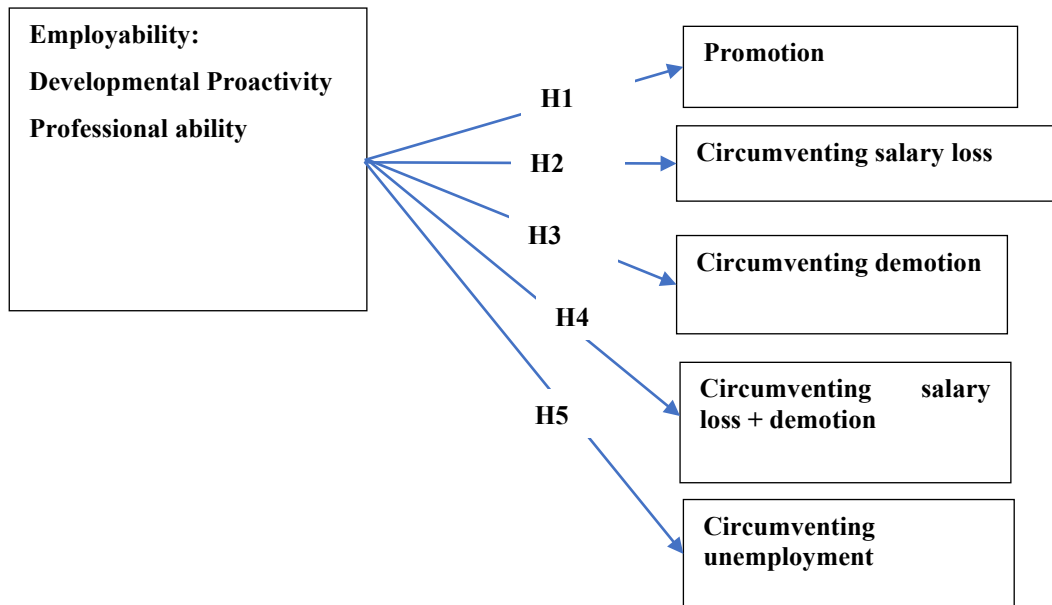 Employability:
Developmental Proactivity
Professional ability
H1
H2
H3
H4
H5
Promotion
Circumventing salary loss
Circumventing demotion
Circumventing salary
loss + demotion
Circumventing
unemployment